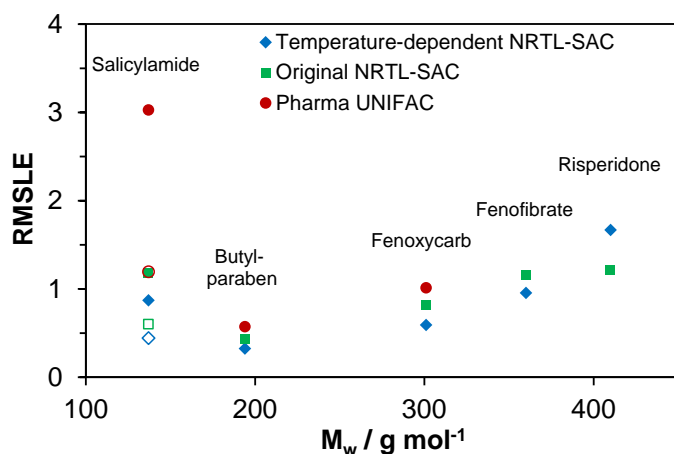 4
Temperature-dependent NRTL-SAC
Salicylamide
Original NRTL-SAC
3
Pharma UNIFAC
Risperidone
RMSLE
2
Fenofibrate
Butyl-
paraben
Fenoxycarb
1
0
100
200
300
400
M_w / g mol⁻¹